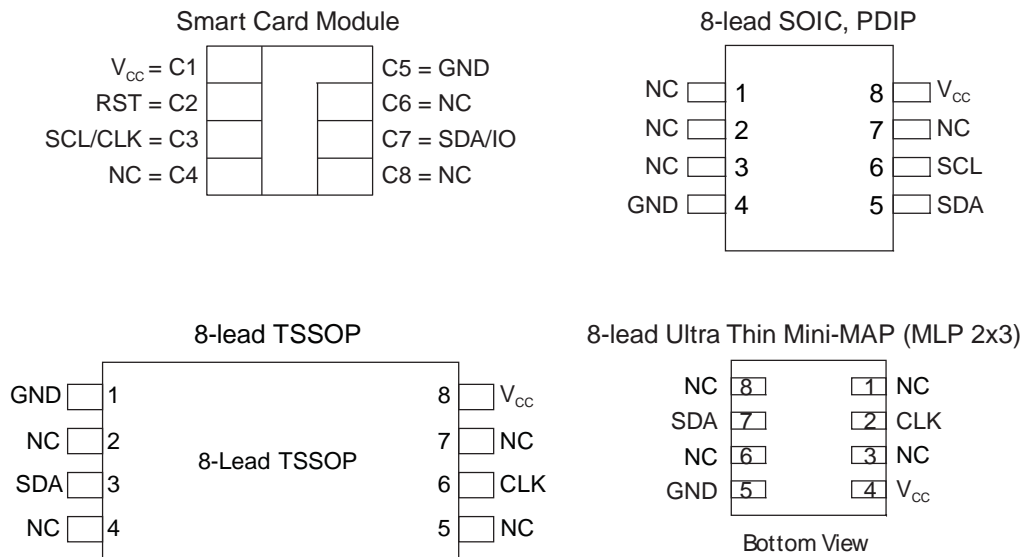 Smart Card Module
V_CC = C1
RST = C2
SCL/CLK = C3
NC = C4
C5 = GND
C6 = NC
C7 = SDA/IO
C8 = NC
8-lead SOIC, PDIP
NC 1 8 V_CC
NC 2 7 NC
NC 3 6 SCL
GND 4 5 SDA
8-lead TSSOP
GND 1 8 V_CC
NC 2 7 NC
8-Lead TSSOP
SDA 3 6 CLK
NC 4 5 NC
8-lead Ultra Thin Mini-MAP (MLP 2x3)
NC 8 1 NC
SDA 7 2 CLK
NC 6 3 NC
GND 5 4 V_CC
Bottom View